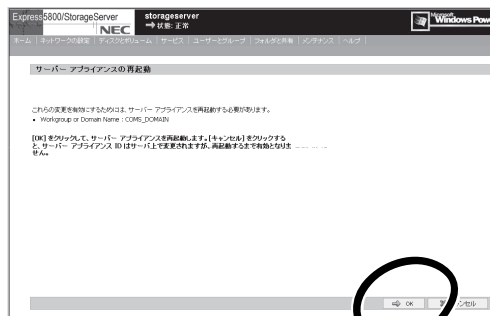 Express5800/StorageServer
NEC
storageserver
状態: 正常
Microsoft
Windows Pow
ホーム | ネットワークの設定 | ディスクとボリューム | サービス | ユーザーとグループ | フォルダと共有 | メンテナンス | ヘルプ |
サーバー アプライアンスの再起動
これらの変更を有効にするためには、サーバー アプライアンスを再起動する必要があります。
• Workgroup or Domain Name : COMS_DOMAIN
[OK] をクリックして、サーバー アプライアンスを再起動します。[キャンセル] をクリックする
と、サーバー アプライアンス ID はサーバ上で変更されますが、再起動するまで有効となりま
せん。
OK
ンセル